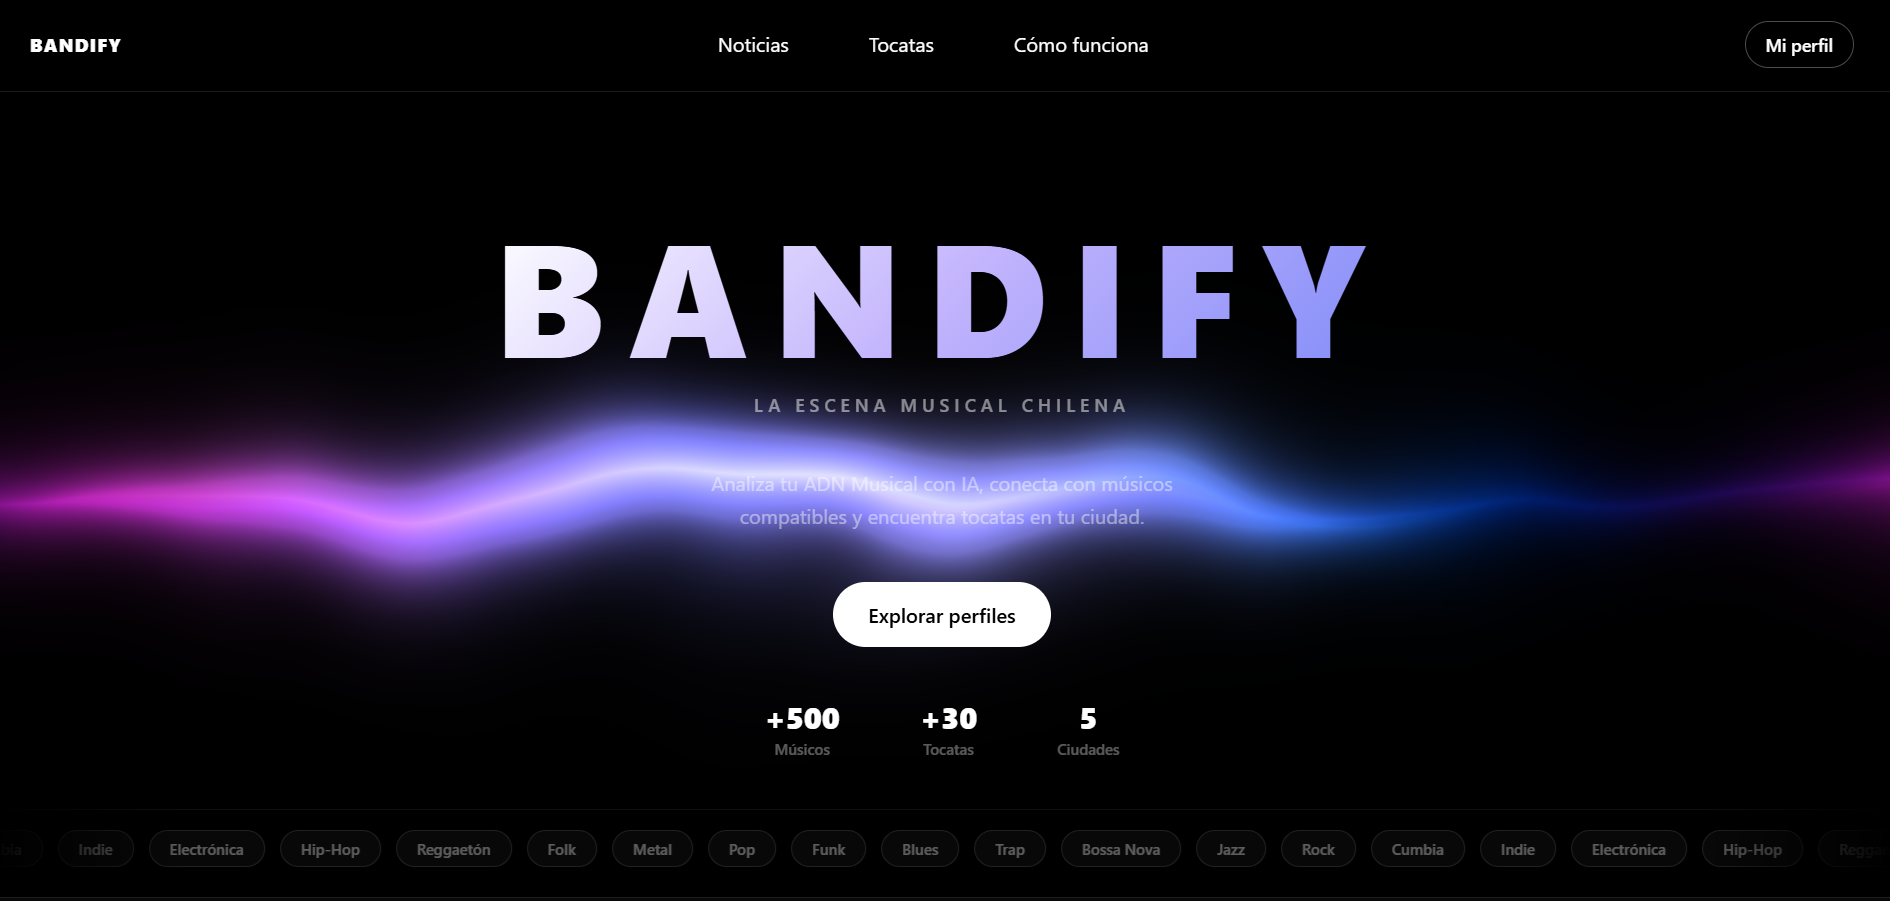 BANDIFY
Noticias
Tocatas
Cómo funciona
Mi perfil
BANDIFY
LA ESCENA MUSICAL CHILENA
Analiza tu ADN Musical con IA, conecta con músicos
compatibles y encuentra tocatas en tu ciudad.
Explorar perfiles
+500
Músicos
+30
Tocatas
5
Ciudades
Indie
Electrónica
Hip-Hop
Reggaetón
Folk
Metal
Pop
Funk
Blues
Trap
Bossa Nova
Jazz
Rock
Cumbia
Indie
Electrónica
Hip-Hop